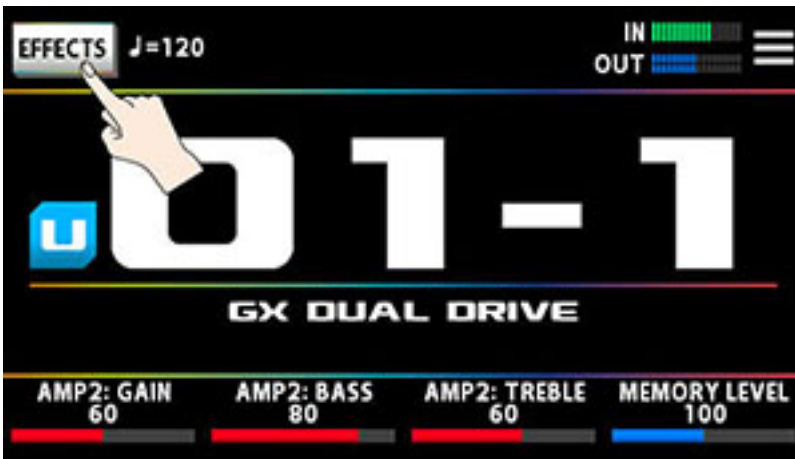 EFFECTS ♩=120
IN
OUT
U 01-1
GX DUAL DRIVE
AMP2: GAIN AMP2: BASS AMP2: TREBLE MEMORY LEVEL
60 80 60 100